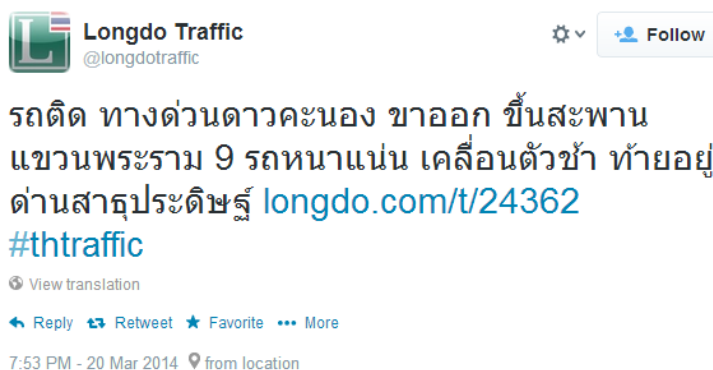 Longdo Traffic
@longdotraffic
Follow
รถติด ทางด่วนดาวคะนอง ขาออก ขึ้นสะพาน
แขวนพระราม 9 รถหนาแน่น เคลื่อนตัวช้า ท้ายอยู่
ด่านสาธุประดิษฐ์ longdo.com/t/24362
#thtraffic
View translation
Reply Retweet Favorite More
7:53 PM - 20 Mar 2014 from location